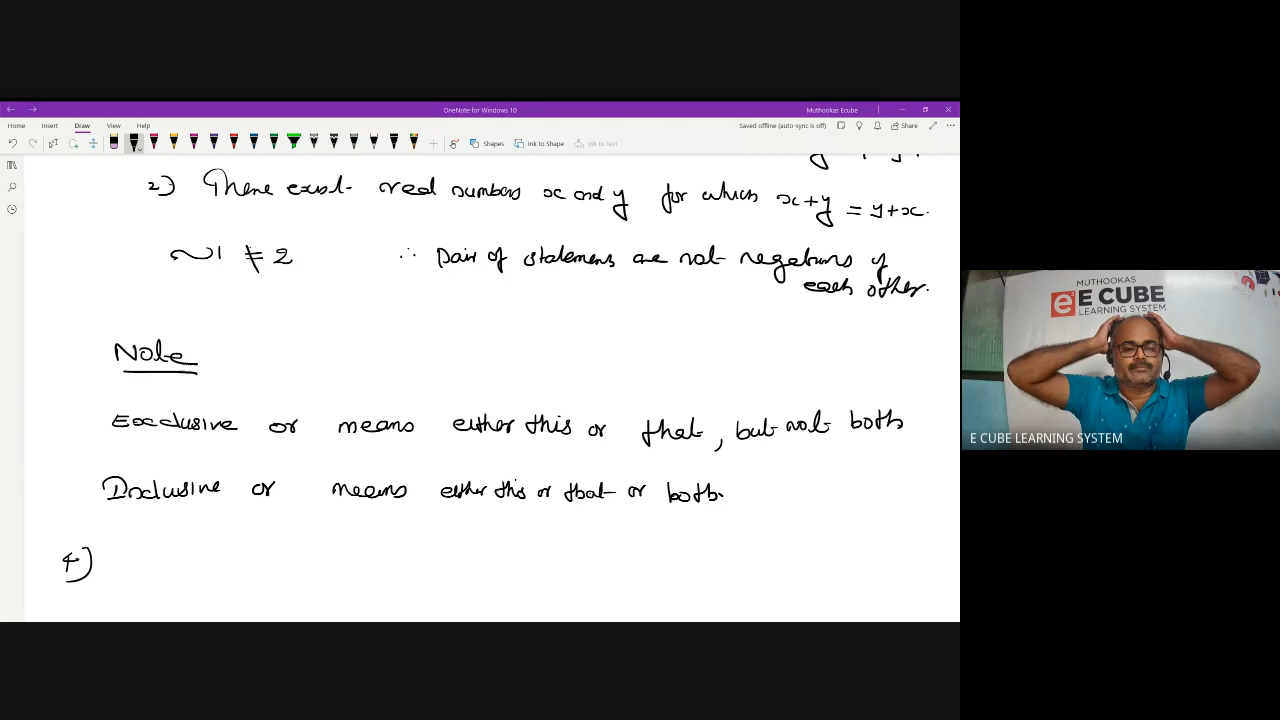 OneNote for Windows 10
Muthookas Ecube
Home Insert Draw View Help
Saved offline (auto-sync is off) Share
Shapes Ink to Shape Ink to Text
2) There exist real numbers x and y for which x+y = y+x.
~1 ≠ 2 ∴ Pair of statements are not negations of
each other.
Note
Exclusive or means either this or that, but not both
Inclusive or means either this or that or both.
4)
MUTHOOKAS
e E CUBE
LEARNING SYSTEM
E CUBE LEARNING SYSTEM